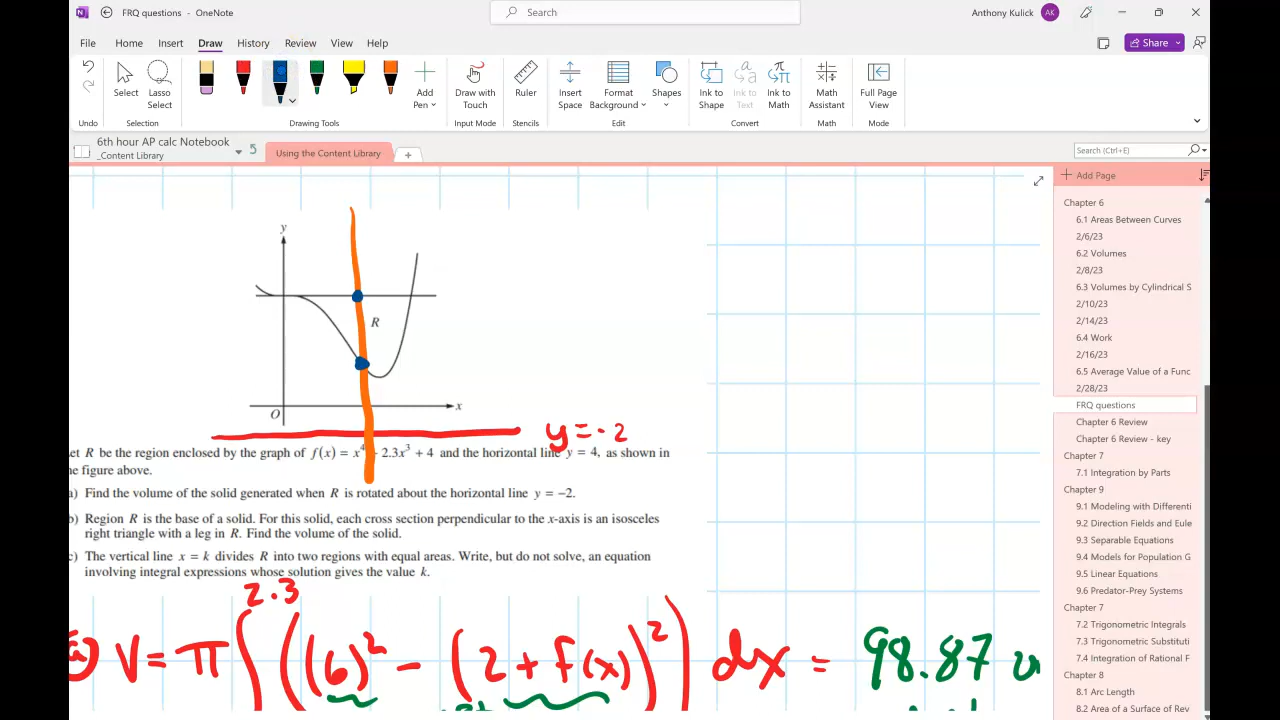 FRQ questions - OneNote
Search
Anthony Kulick AK
File Home Insert Draw History Review View Help
Share
Undo
Select
Lasso Select
Add Pen
Draw with Touch
Ruler
Insert Space
Format Background
Shapes
Ink to Shape
Ink to Text
Ink to Math
Math Assistant
Full Page View
Undo Selection Drawing Tools Input Mode Stencils Edit Convert Math Mode
6th hour AP calc Notebook
_Content Library
5
Using the Content Library
+
Search (Ctrl+E)
Add Page
Chapter 6
6.1 Areas Between Curves
2/6/23
6.2 Volumes
2/8/23
6.3 Volumes by Cylindrical S
2/10/23
2/14/23
6.4 Work
2/16/23
6.5 Average Value of a Func
2/28/23
FRQ questions
Chapter 6 Review
Chapter 6 Review - key
Chapter 7
7.1 Integration by Parts
Chapter 9
9.1 Modeling with Differenti
9.2 Direction Fields and Eule
9.3 Separable Equations
9.4 Models for Population G
9.5 Linear Equations
9.6 Predator-Prey Systems
Chapter 7
7.2 Trigonometric Integrals
7.3 Trigonometric Substituti
7.4 Integration of Rational F
Chapter 8
8.1 Arc Length
8.2 Area of a Surface of Rev
y
R
O
x
y = -2
et R be the region enclosed by the graph of f(x) = x⁴ - 2.3x³ + 4 and the horizontal line y = 4, as shown in
he figure above.
a) Find the volume of the solid generated when R is rotated about the horizontal line y = −2.
b) Region R is the base of a solid. For this solid, each cross section perpendicular to the x-axis is an isosceles
right triangle with a leg in R. Find the volume of the solid.
c) The vertical line x = k divides R into two regions with equal areas. Write, but do not solve, an equation
involving integral expressions whose solution gives the value k.
2.3
a) V = π ∫ ((6)² − (2 + f(x))²) dx = 98.87 u